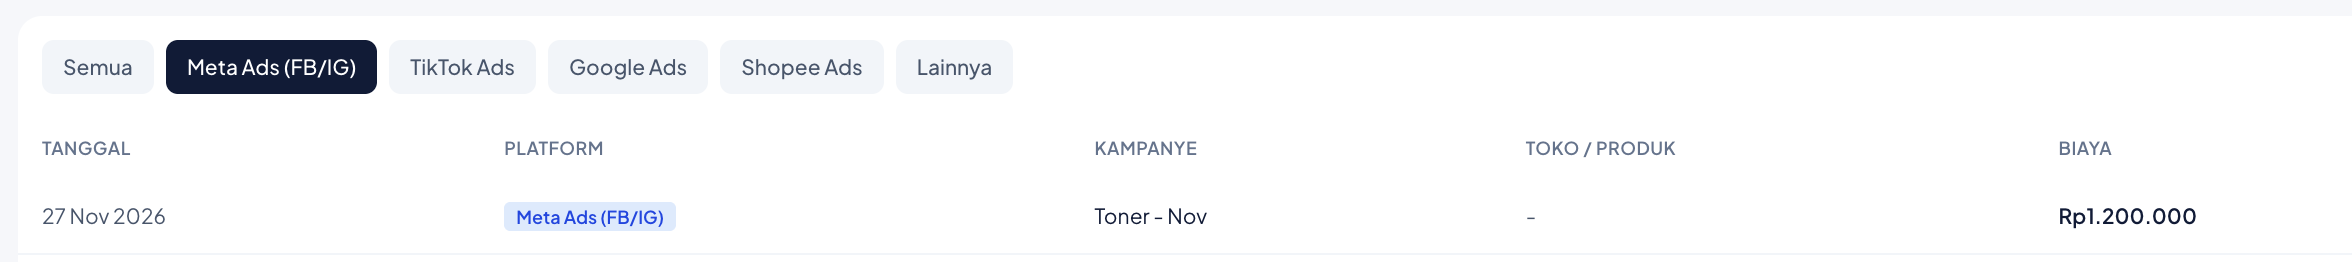 Semua Meta Ads (FB/IG) TikTok Ads Google Ads Shopee Ads Lainnya
TANGGAL PLATFORM KAMPANYE TOKO / PRODUK BIAYA
27 Nov 2026 Meta Ads (FB/IG) Toner - Nov - Rp1.200.000